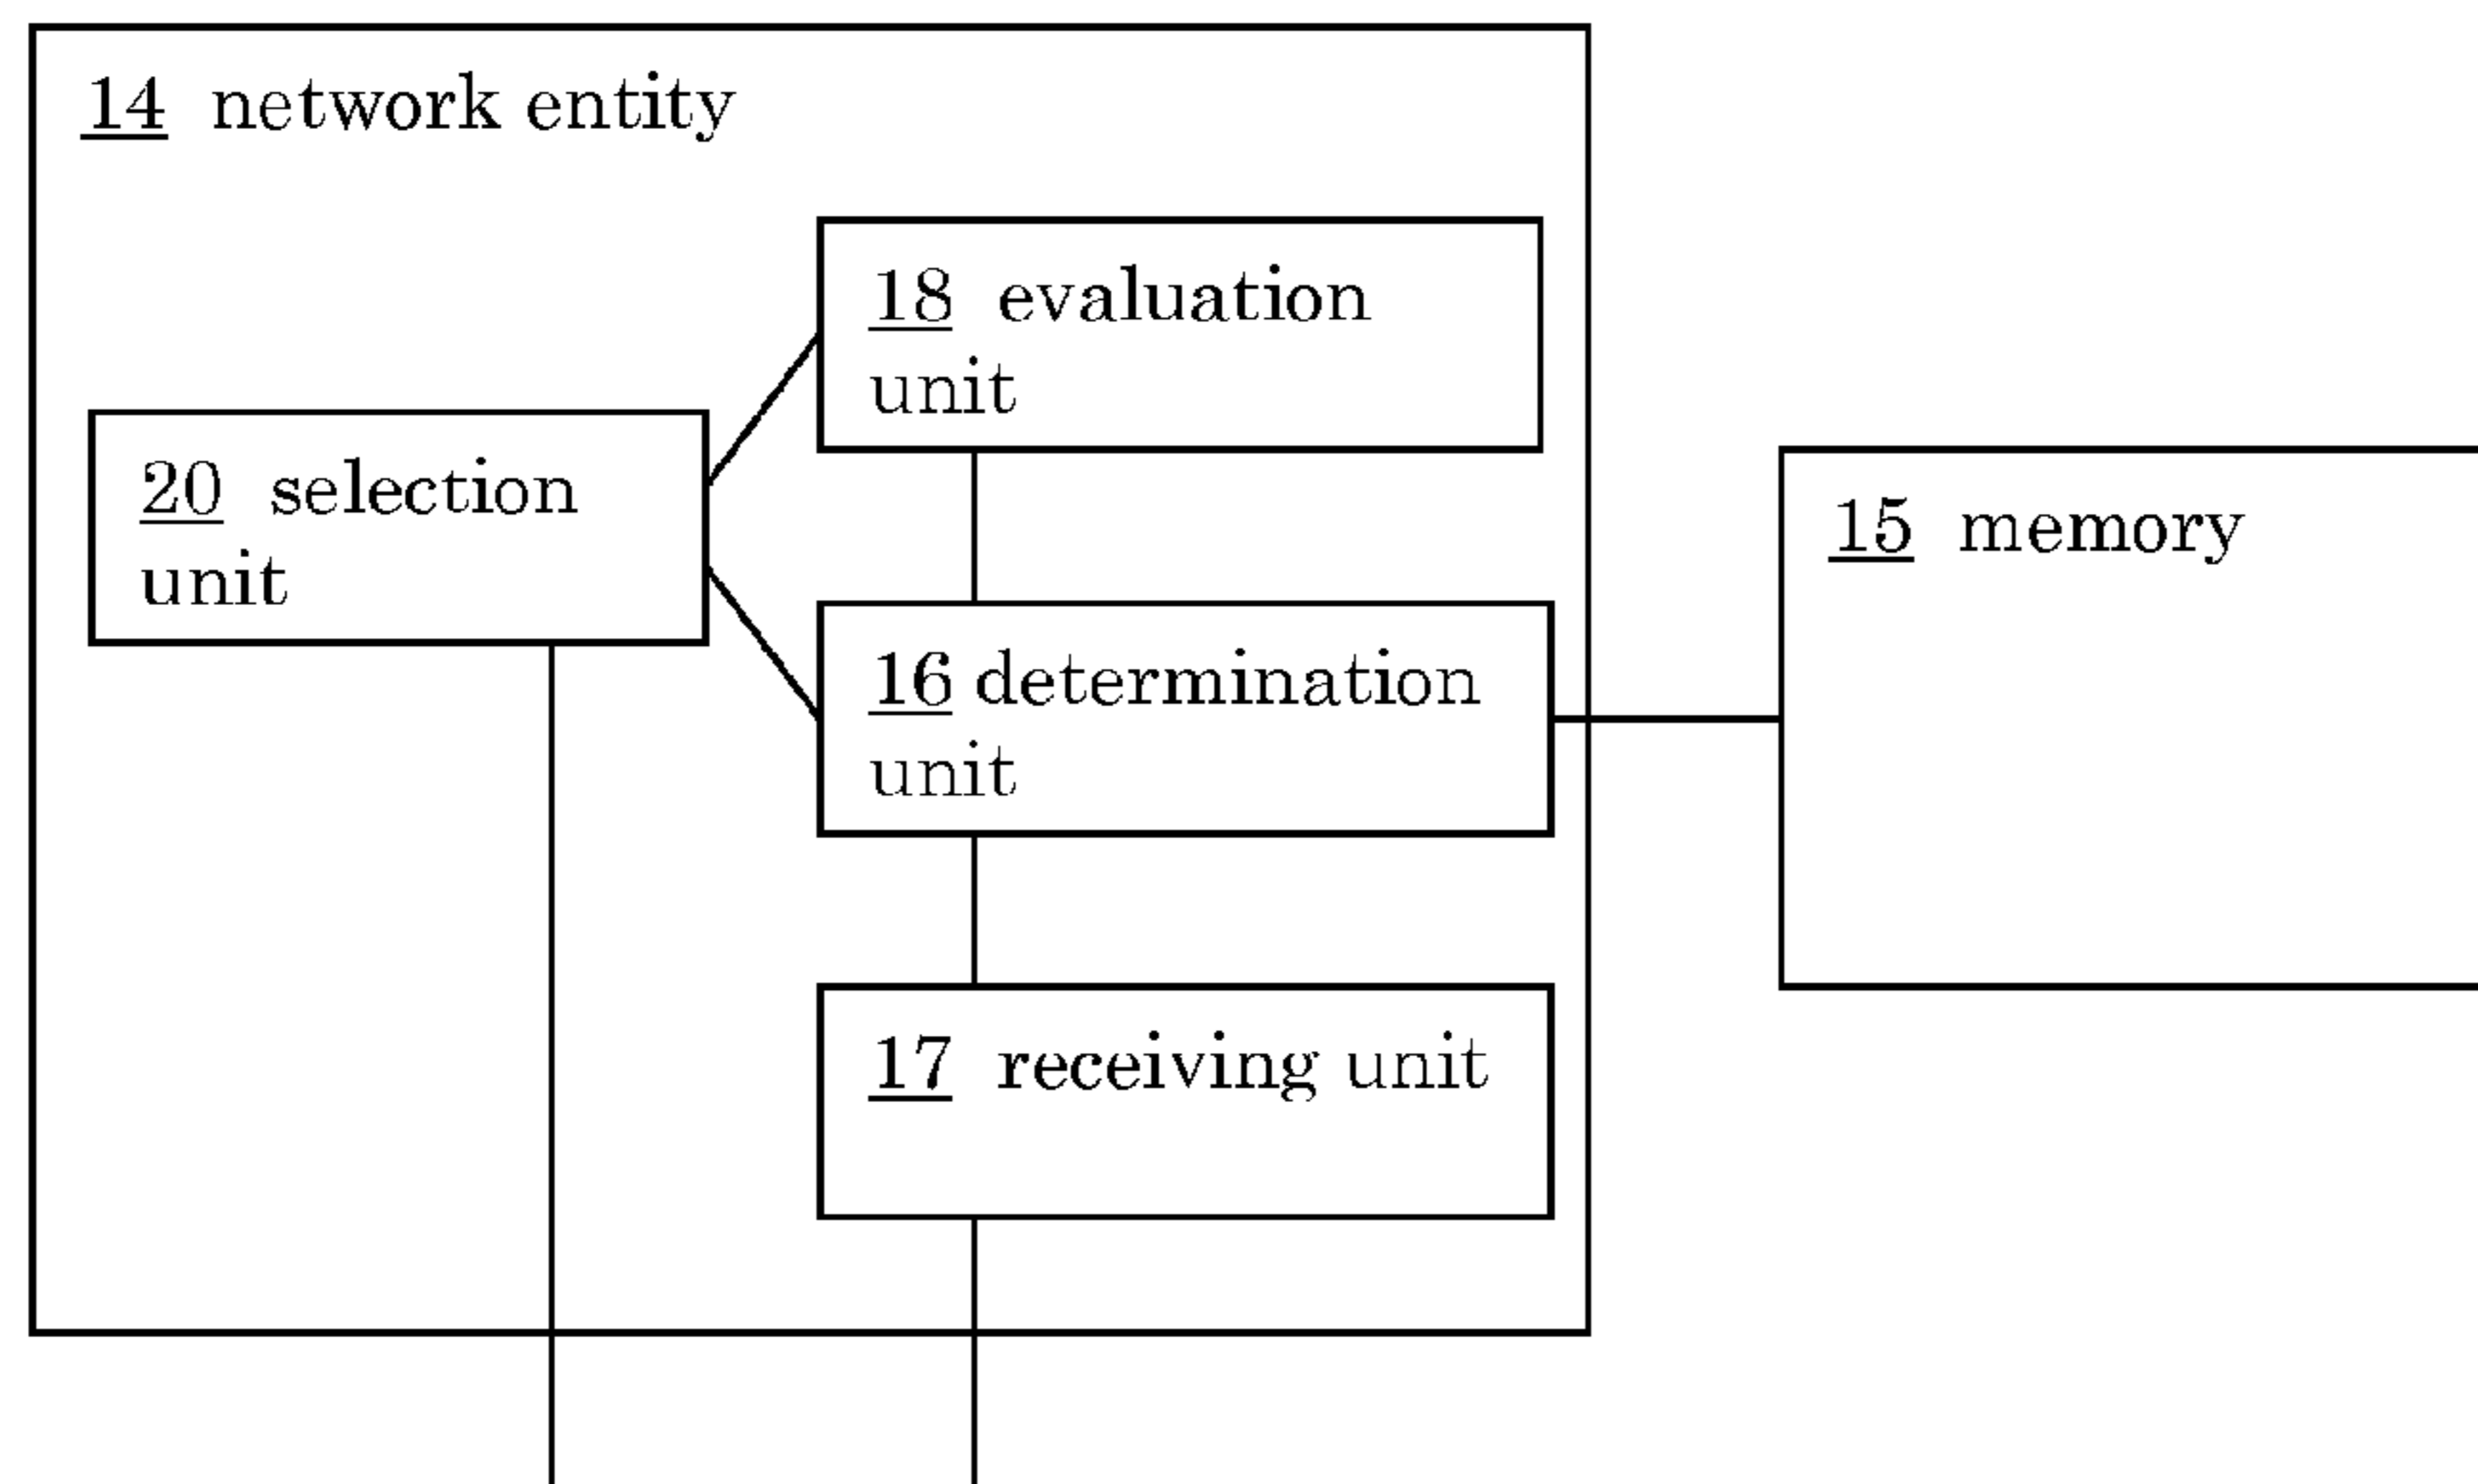 14 network entity
18 evaluation
unit
20 selection
unit
15 memory
16 determination
unit
17 receiving unit